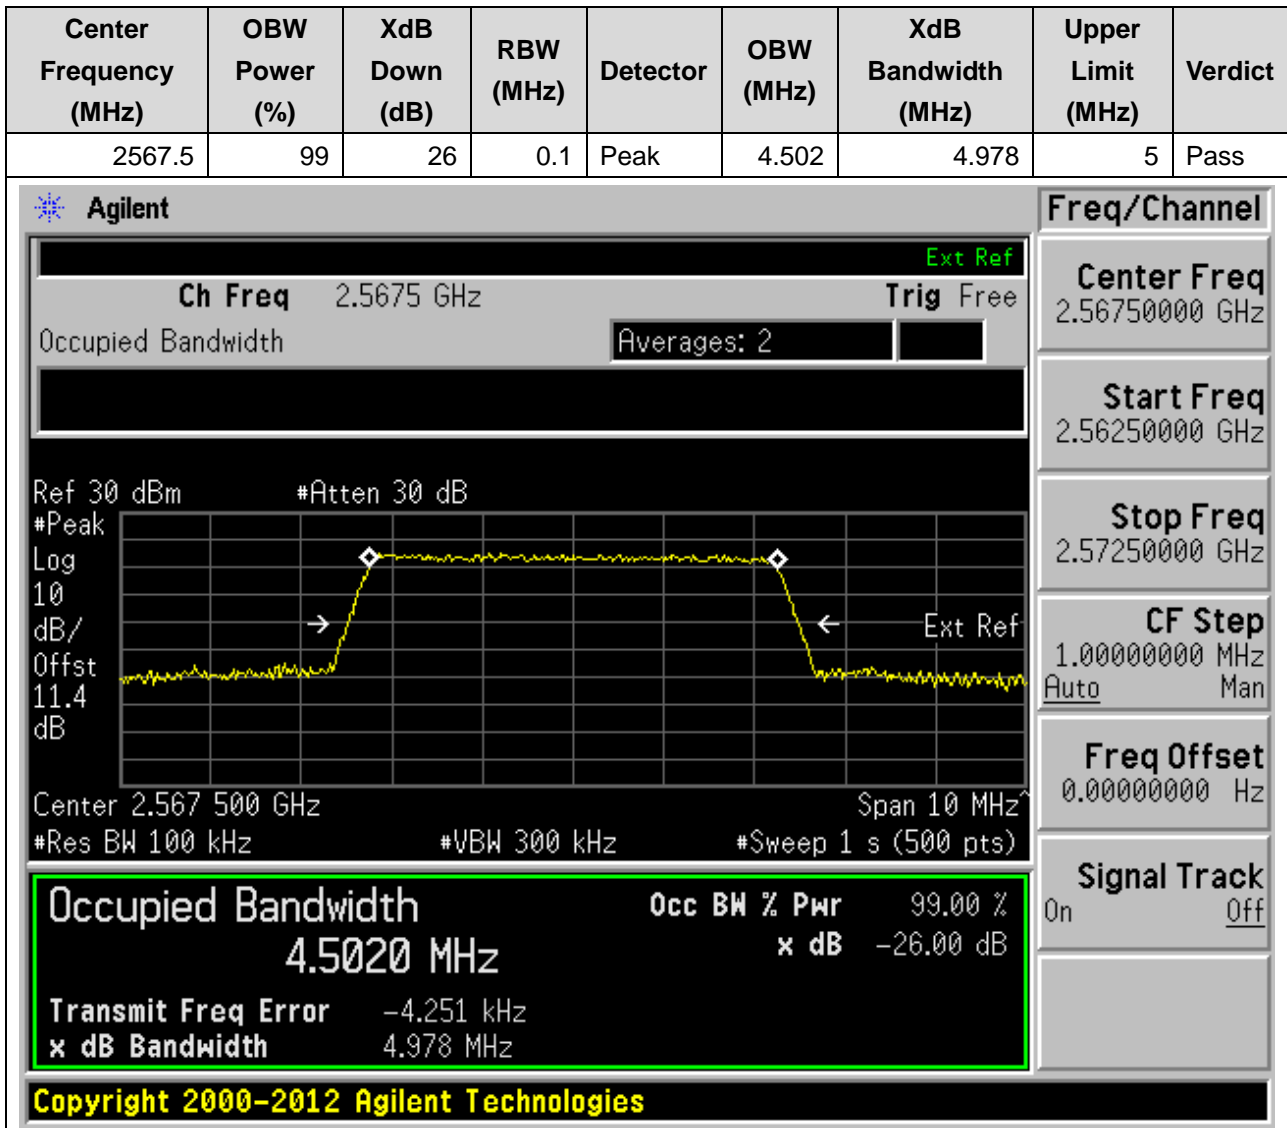 Center Frequency (MHz) OBW Power (%) XdB Down (dB) RBW (MHz) Detector OBW (MHz) XdB Bandwidth (MHz) Upper Limit (MHz) Verdict
2567.5 99 26 0.1 Peak 4.502 4.978 5 Pass
Agilent
Freq/Channel
Ext Ref
Ch Freq 2.5675 GHz Trig Free
Occupied Bandwidth Averages: 2
Center Freq
2.56750000 GHz
Start Freq
2.56250000 GHz
Stop Freq
2.57250000 GHz
CF Step
1.00000000 MHz
Auto Man
Freq Offset
0.00000000 Hz
Signal Track
On Off
Ref 30 dBm #Atten 30 dB
#Peak
Log
10
dB/
Offst
11.4
dB
Ext Ref
Center 2.567 500 GHz Span 10 MHz^
#Res BW 100 kHz #VBW 300 kHz #Sweep 1 s (500 pts)
Occupied Bandwidth Occ BW % Pwr 99.00 %
4.5020 MHz x dB -26.00 dB
Transmit Freq Error -4.251 kHz
x dB Bandwidth 4.978 MHz
Copyright 2000-2012 Agilent Technologies